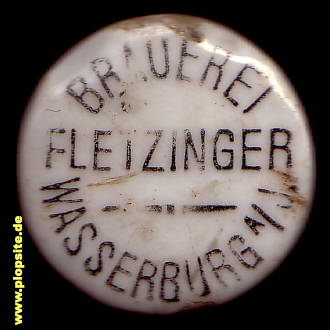 BRAUEREI
FLETZINGER
WASSERBURG a/J.
www.plopsite.de